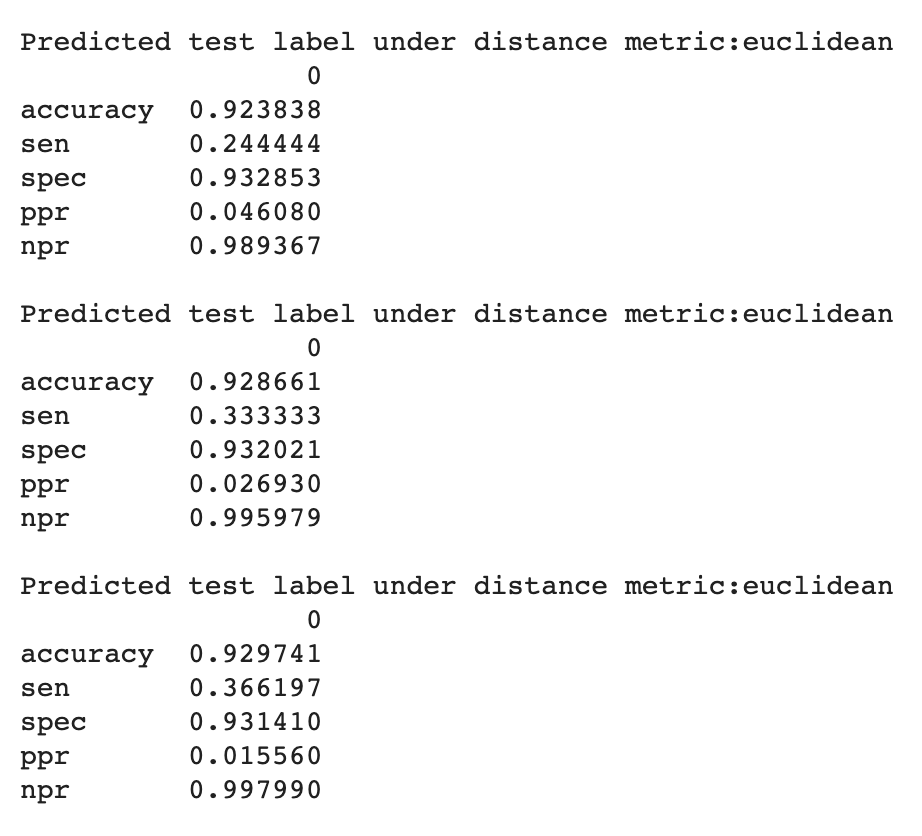 Predicted test label under distance metric:euclidean
0
accuracy 0.923838
sen 0.244444
spec 0.932853
ppr 0.046080
npr 0.989367
Predicted test label under distance metric:euclidean
0
accuracy 0.928661
sen 0.333333
spec 0.932021
ppr 0.026930
npr 0.995979
Predicted test label under distance metric:euclidean
0
accuracy 0.929741
sen 0.366197
spec 0.931410
ppr 0.015560
npr 0.997990